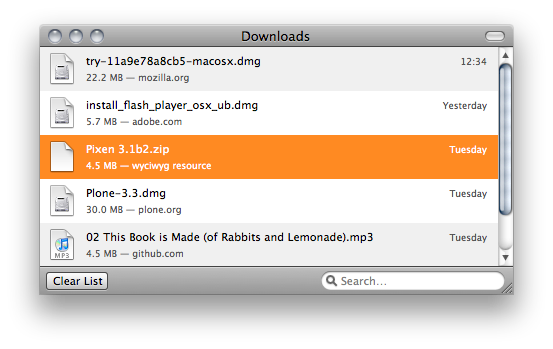 Downloads
try-11a9e78a8cb5-macosx.dmg 12:34
22.2 MB — mozilla.org
install_flash_player_osx_ub.dmg Yesterday
5.7 MB — adobe.com
Pixen 3.1b2.zip Tuesday
4.5 MB — wyciwyg resource
Plone-3.3.dmg Tuesday
30.0 MB — plone.org
02 This Book is Made (of Rabbits and Lemonade).mp3 Tuesday
MP3 4.5 MB — github.com
Clear List Search...